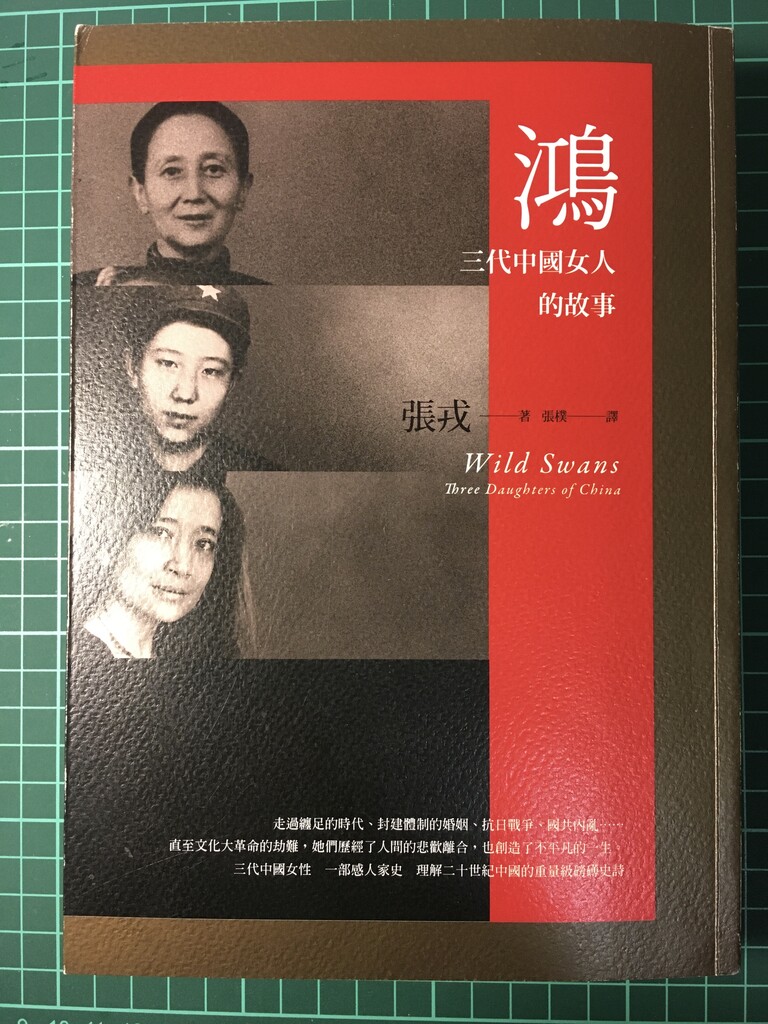 鴻
三代中國女人
的故事
張戎——著 張樸——譯
Wild Swans
Three Daughters of China
走過纏足的時代、封建體制的婚姻、抗日戰爭、國共內亂……
直至文化大革命的劫難，她們歷經了人間的悲歡離合，也創造了不平凡的一生。
三代中國女性　一部感人家史　理解二十世紀中國的重量級磅礡史詩
9 10 11